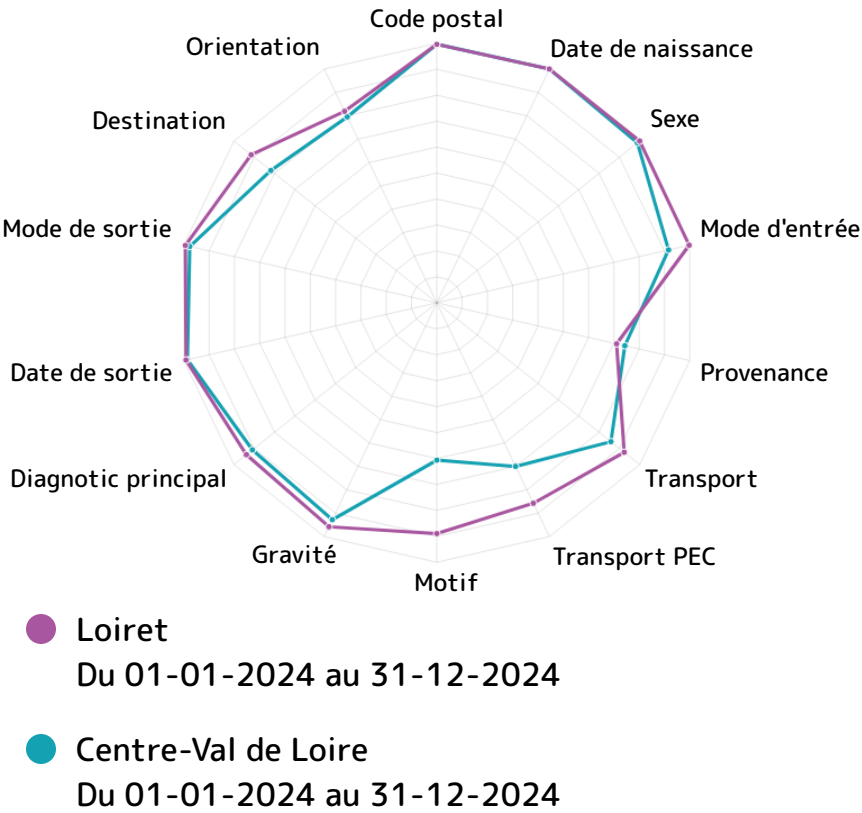 Code postal
Orientation
Date de naissance
Destination
Sexe
Mode de sortie
Mode d'entrée
Date de sortie
Provenance
Diagnotic principal
Transport
Gravité
Transport PEC
Motif
Loiret
Du 01-01-2024 au 31-12-2024
Centre-Val de Loire
Du 01-01-2024 au 31-12-2024